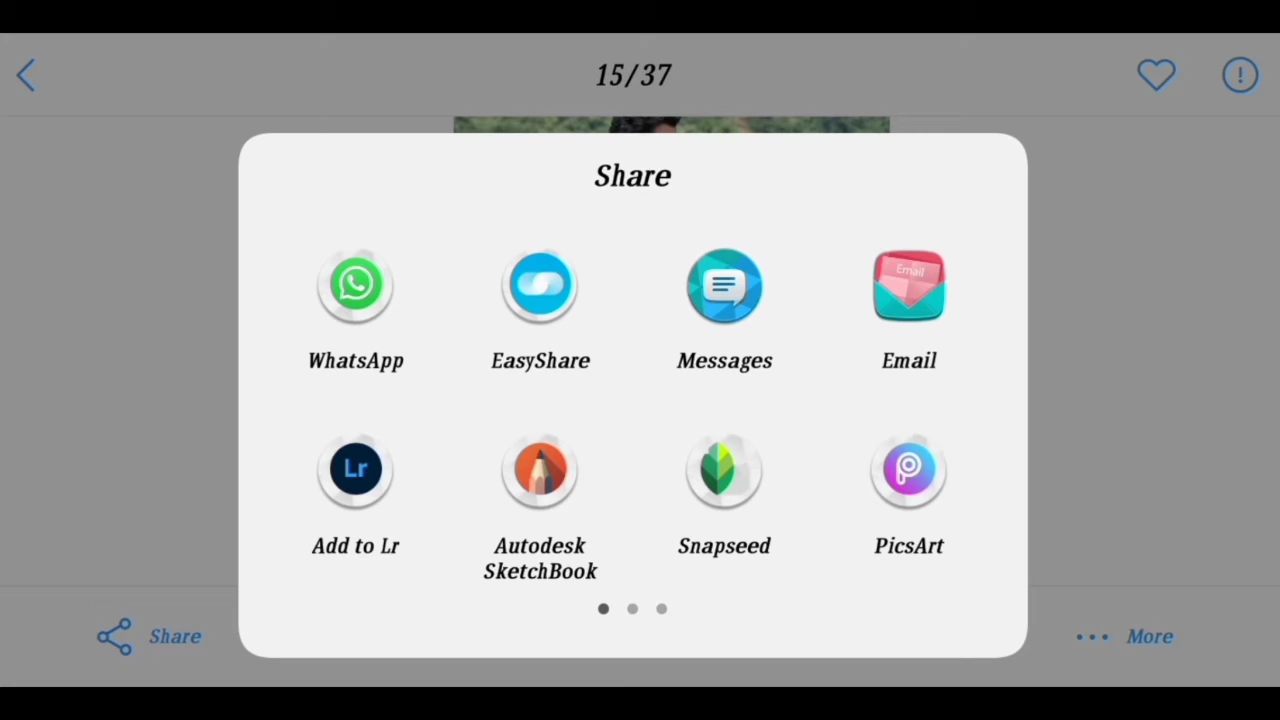 15/37
Share
Email
WhatsApp
EasyShare
Messages
Email
Lr
Add to Lr
Autodesk
SketchBook
Snapseed
PicsArt
Share
More